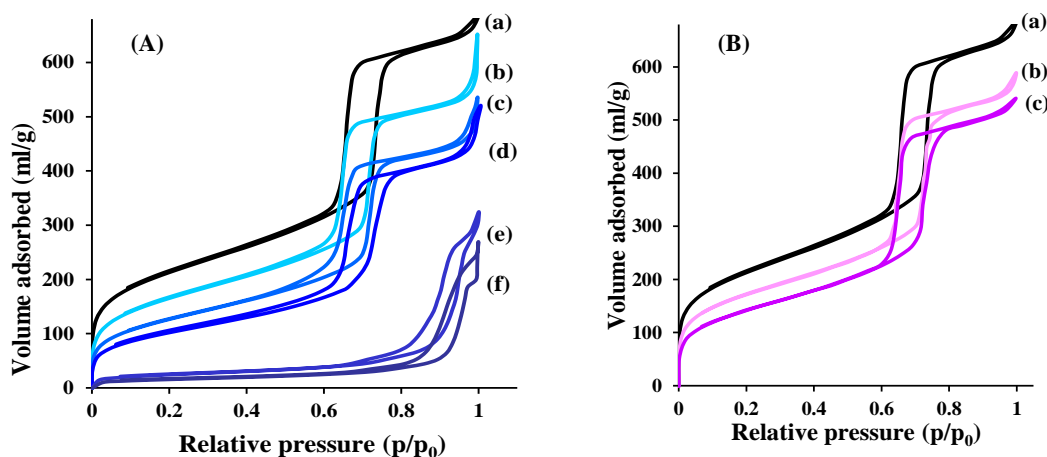 (A)
(a)
(b)
(c)
(d)
(e)
(f)
Volume adsorbed (ml/g)
600
500
400
300
200
100
0
0 0.2 0.4 0.6 0.8 1
Relative pressure (p/p0)
(B)
(a)
(b)
(c)
Volume adsorbed (ml/g)
600
500
400
300
200
100
0
0 0.2 0.4 0.6 0.8 1
Relative pressure (p/p0)